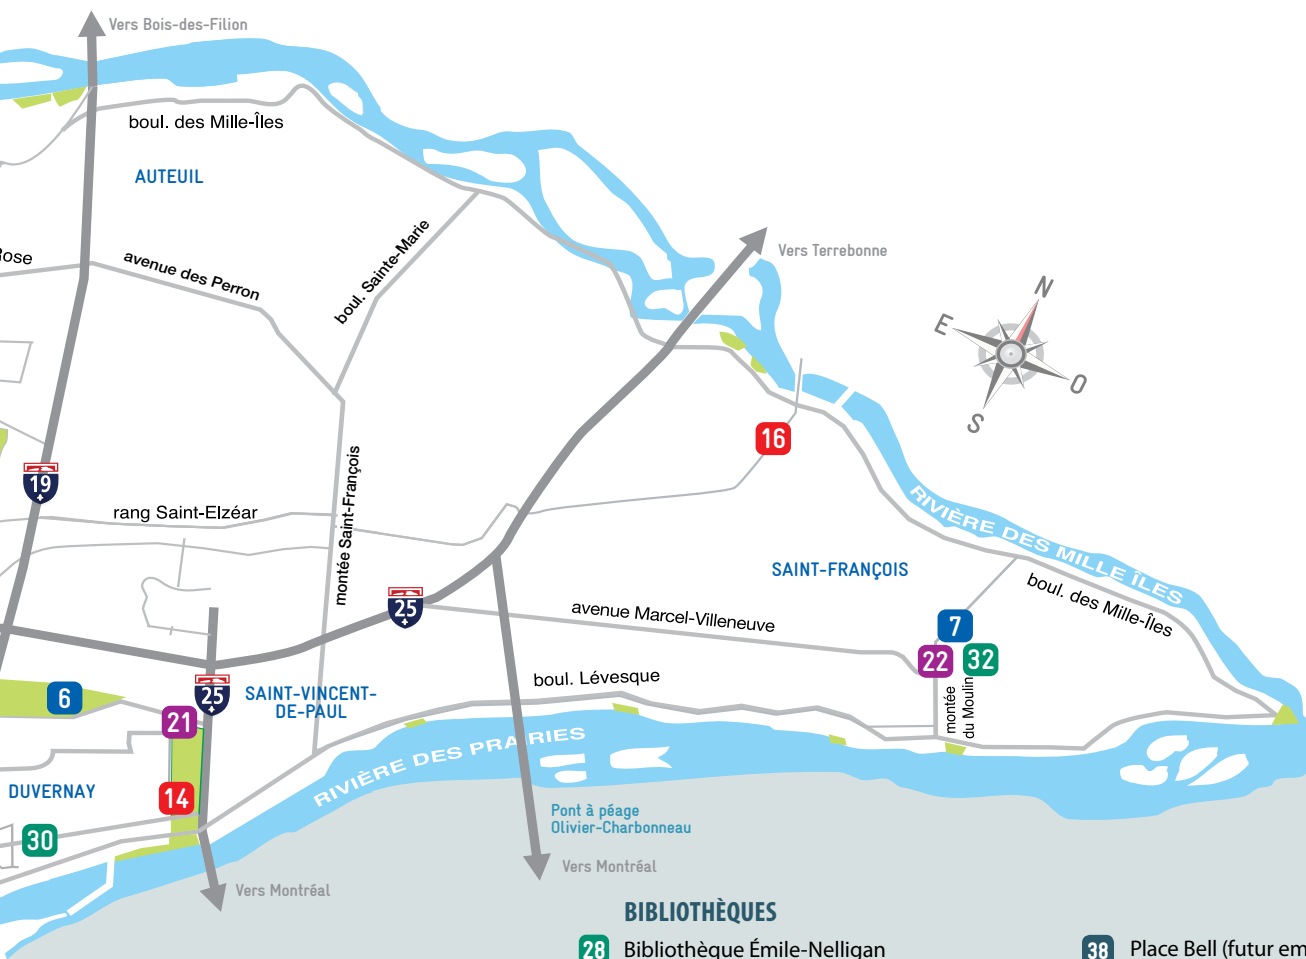 Vers Bois-des-Filion
boul. des Mille-Îles
AUTEUIL
boul. Sainte-Marie
Vers Terrebonne
Rose
avenue des Perron
N
E
O
S
16
19
montée Saint-François
rang Saint-Elzéar
RIVIÈRE DES MILLE ÎLES
SAINT-FRANÇOIS
boul. des Mille-Îles
25
avenue Marcel-Villeneuve
7
22
32
boul. Lévesque
montée
du Moulin
6
25
SAINT-VINCENT-
DE-PAUL
21
RIVIÈRE DES PRAIRIES
DUVERNAY
14
30
Pont à péage
Olivier-Charbonneau
Vers Montréal
Vers Montréal
BIBLIOTHÈQUES
28 Bibliothèque Émile-Nelligan
38 Place Bell (futur em